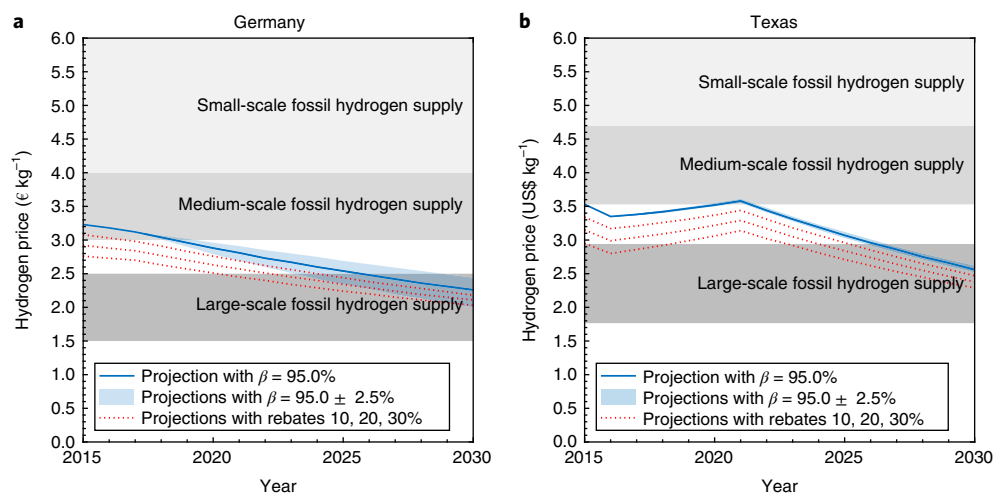 a
Germany
6.0
5.5
5.0
4.5
4.0
3.5
3.0
2.5
2.0
1.5
1.0
0.5
0.0
Hydrogen price (€ kg⁻¹)
Small-scale fossil hydrogen supply
Medium-scale fossil hydrogen supply
Large-scale fossil hydrogen supply
Projection with β = 95.0%
Projections with β = 95.0 ± 2.5%
Projections with rebates 10, 20, 30%
2015 2020 2025 2030
Year
b
Texas
6.0
5.5
5.0
4.5
4.0
3.5
3.0
2.5
2.0
1.5
1.0
0.5
0.0
Hydrogen price (US$ kg⁻¹)
Small-scale fossil hydrogen supply
Medium-scale fossil hydrogen supply
Large-scale fossil hydrogen supply
Projection with β = 95.0%
Projections with β = 95.0 ± 2.5%
Projections with rebates 10, 20, 30%
2015 2020 2025 2030
Year